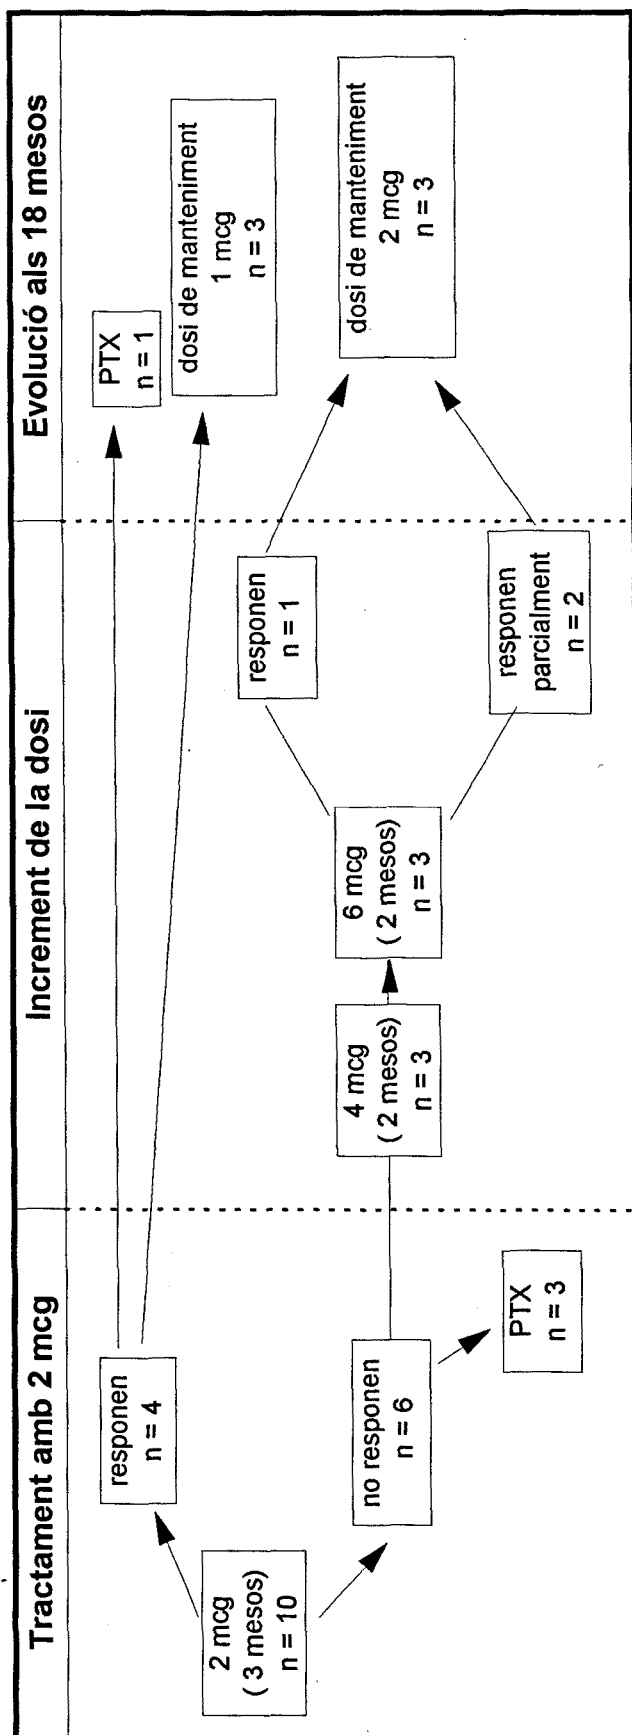 Tractament amb 2 mcg
Increment de la dosi
Evolució als 18 mesos
2 mcg
( 3 mesos)
n = 10
responen
n = 4
no responen
n = 6
PTX
n = 3
4 mcg
( 2 mesos)
n = 3
6 mcg
( 2 mesos)
n = 3
responen
n = 1
responen
parcialment
n = 2
PTX
n = 1
dosi de manteniment
1 mcg
n = 3
dosi de manteniment
2 mcg
n = 3